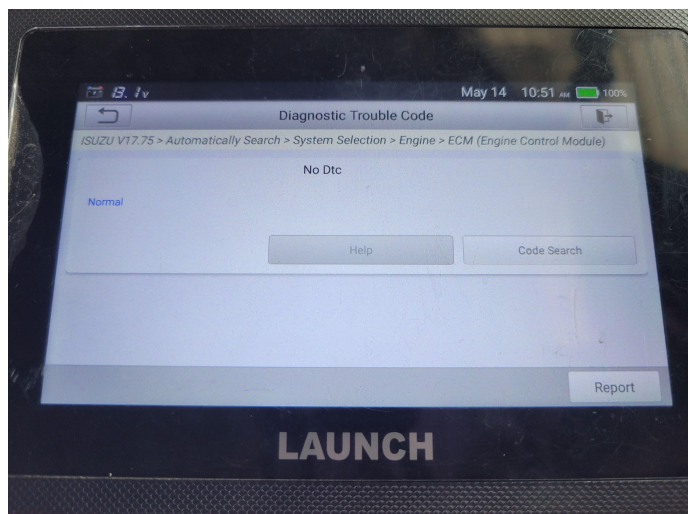 13.1v May 14 10:51 AM 100%
Diagnostic Trouble Code
ISUZU V17.75 > Automatically Search > System Selection > Engine > ECM (Engine Control Module)
No Dtc
Normal
Help Code Search
Report
LAUNCH